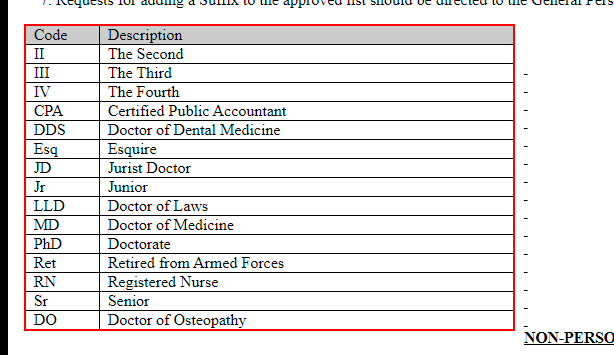 7. Requests for adding a Suffix to the approved list should be directed to the General Pers
Code Description
II The Second
III The Third
IV The Fourth
CPA Certified Public Accountant
DDS Doctor of Dental Medicine
Esq Esquire
JD Jurist Doctor
Jr Junior
LLD Doctor of Laws
MD Doctor of Medicine
PhD Doctorate
Ret Retired from Armed Forces
RN Registered Nurse
Sr Senior
DO Doctor of Osteopathy
NON-PERSO